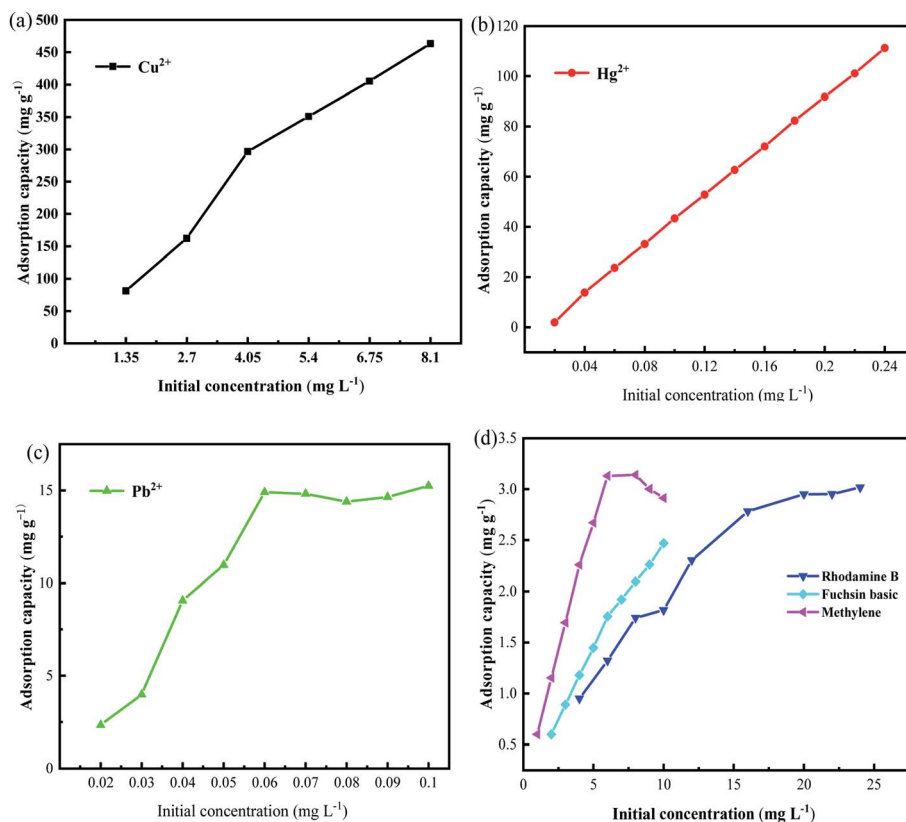 (a)
500
450
400
350
300
250
200
150
100
50
0
Adsorption capacity (mg g⁻¹)
Cu²⁺
1.35 2.7 4.05 5.4 6.75 8.1
Initial concentration (mg L⁻¹)
(b)
120
100
80
60
40
20
0
Adsorption capacity (mg g⁻¹)
Hg²⁺
0.04 0.08 0.12 0.16 0.2 0.24
Initial concentration (mg L⁻¹)
(c)
15
10
5
0
Adsorption capacity (mg g⁻¹)
Pb²⁺
0.02 0.03 0.04 0.05 0.06 0.07 0.08 0.09 0.1
Initial concentration (mg L⁻¹)
(d)
3.5
3.0
2.5
2.0
1.5
1.0
0.5
Adsorption capacity (mg g⁻¹)
Rhodamine B
Fuchsin basic
Methylene
0 5 10 15 20 25
Initial concentration (mg L⁻¹)